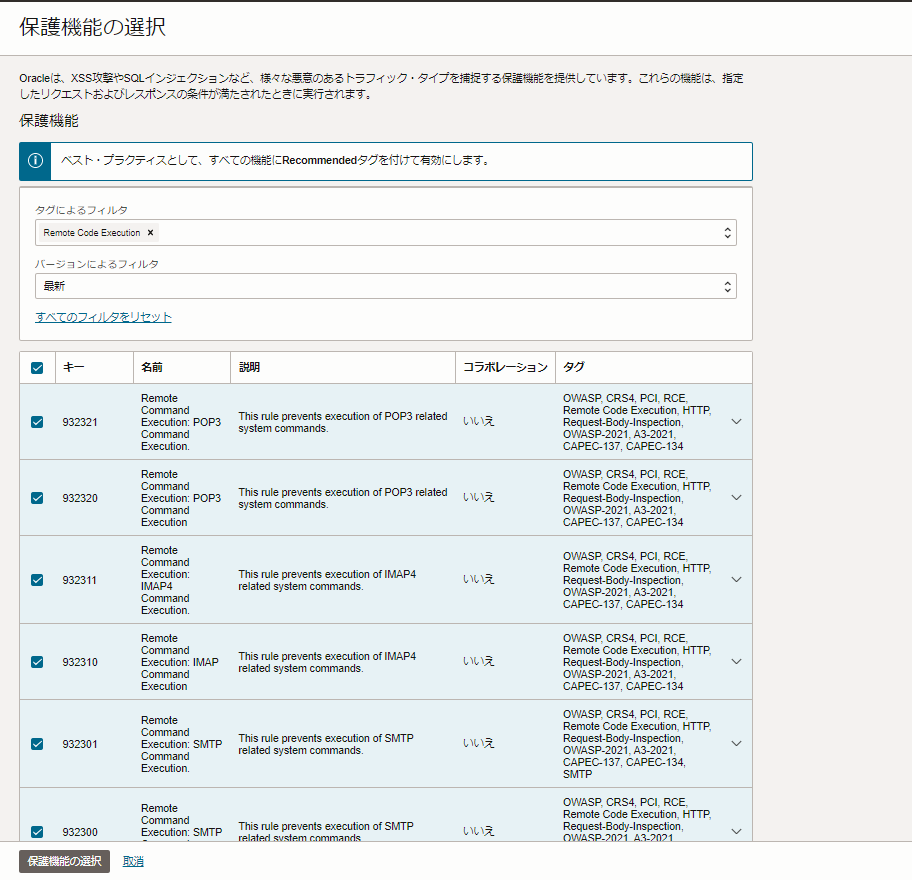 保護機能の選択
Oracleは、XSS攻撃やSQLインジェクションなど、様々な悪意のあるトラフィック・タイプを捕捉する保護機能を提供しています。これらの機能は、指定
したリクエストおよびレスポンスの条件が満たされたときに実行されます。
保護機能
ベスト・プラクティスとして、すべての機能にRecommendedタグを付けて有効にします。
タグによるフィルタ
Remote Code Execution ×
バージョンによるフィルタ
最新
すべてのフィルタをリセット
キー 名前 説明 コラボレーション タグ
932321
Remote
Command
Execution: POP3
Command
Execution.
This rule prevents execution of POP3 related
system commands.
いいえ
OWASP, CRS4, PCI, RCE,
Remote Code Execution, HTTP,
Request-Body-Inspection,
OWASP-2021, A3-2021,
CAPEC-137, CAPEC-134
932320
Remote
Command
Execution: POP3
Command
Execution
This rule prevents execution of POP3 related
system commands.
いいえ
OWASP, CRS4, PCI, RCE,
Remote Code Execution, HTTP,
Request-Body-Inspection,
OWASP-2021, A3-2021,
CAPEC-137, CAPEC-134
932311
Remote
Command
Execution:
IMAP4
Command
Execution.
This rule prevents execution of IMAP4
related system commands.
いいえ
OWASP, CRS4, PCI, RCE,
Remote Code Execution, HTTP,
Request-Body-Inspection,
OWASP-2021, A3-2021,
CAPEC-137, CAPEC-134
932310
Remote
Command
Execution: IMAP
Command
Execution
This rule prevents execution of IMAP4
related system commands.
いいえ
OWASP, CRS4, PCI, RCE,
Remote Code Execution, HTTP,
Request-Body-Inspection,
OWASP-2021, A3-2021,
CAPEC-137, CAPEC-134
932301
Remote
Command
Execution: SMTP
Command
Execution.
This rule prevents execution of SMTP
related system commands.
いいえ
OWASP, CRS4, PCI, RCE,
Remote Code Execution, HTTP,
Request-Body-Inspection,
OWASP-2021, A3-2021,
CAPEC-137, CAPEC-134,
SMTP
932300
Remote
Command
Execution: SMTP
This rule prevents execution of SMTP
related system commands.
いいえ
OWASP, CRS4, PCI, RCE,
Remote Code Execution, HTTP,
Request-Body-Inspection,
OWASP-2021, A3-2021
保護機能の選択 取消